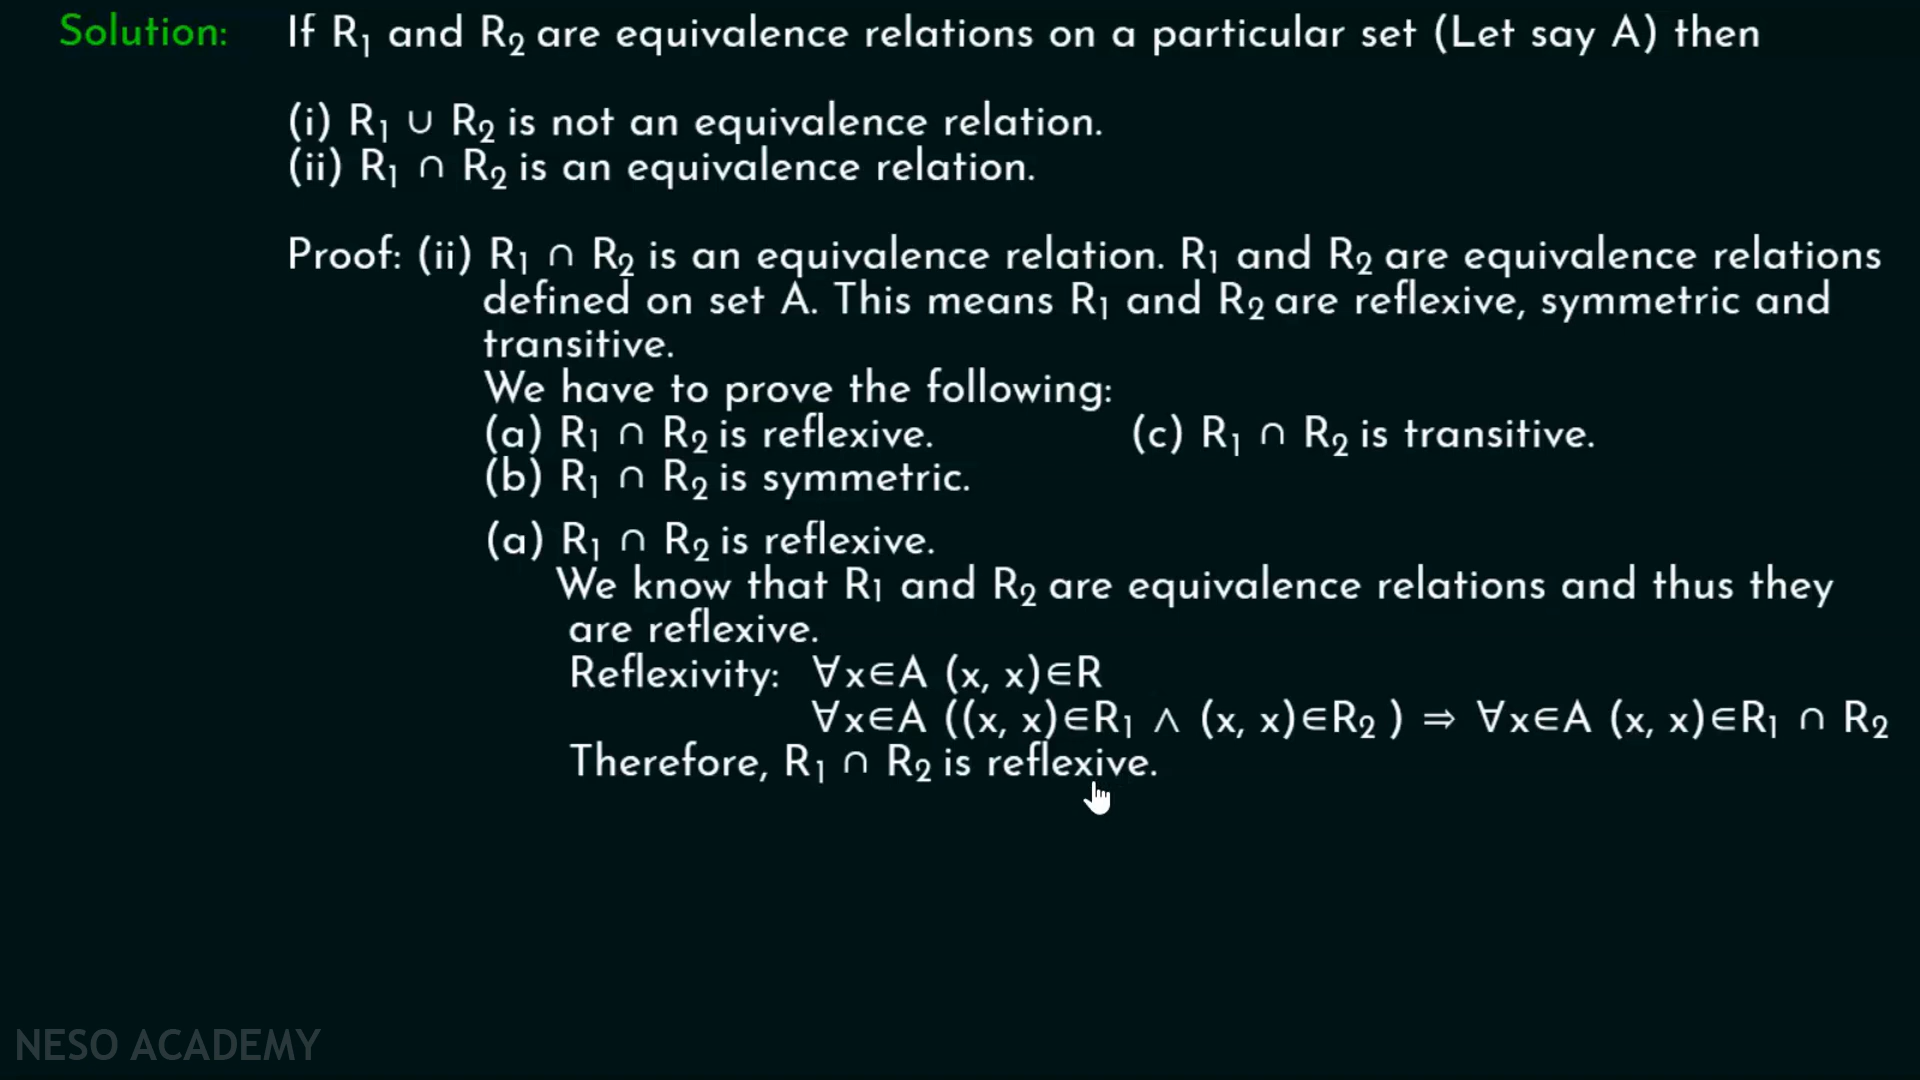 Solution: If R₁ and R₂ are equivalence relations on a particular set (Let say A) then
(i) R₁ ∪ R₂ is not an equivalence relation.
(ii) R₁ ∩ R₂ is an equivalence relation.
Proof: (ii) R₁ ∩ R₂ is an equivalence relation. R₁ and R₂ are equivalence relations
defined on set A. This means R₁ and R₂ are reflexive, symmetric and
transitive.
We have to prove the following:
(a) R₁ ∩ R₂ is reflexive. (c) R₁ ∩ R₂ is transitive.
(b) R₁ ∩ R₂ is symmetric.
(a) R₁ ∩ R₂ is reflexive.
We know that R₁ and R₂ are equivalence relations and thus they
are reflexive.
Reflexivity: ∀x∈A (x, x)∈R
∀x∈A ((x, x)∈R₁ ∧ (x, x)∈R₂ ) ⇒ ∀x∈A (x, x)∈R₁ ∩ R₂
Therefore, R₁ ∩ R₂ is reflexive.
NESO ACADEMY